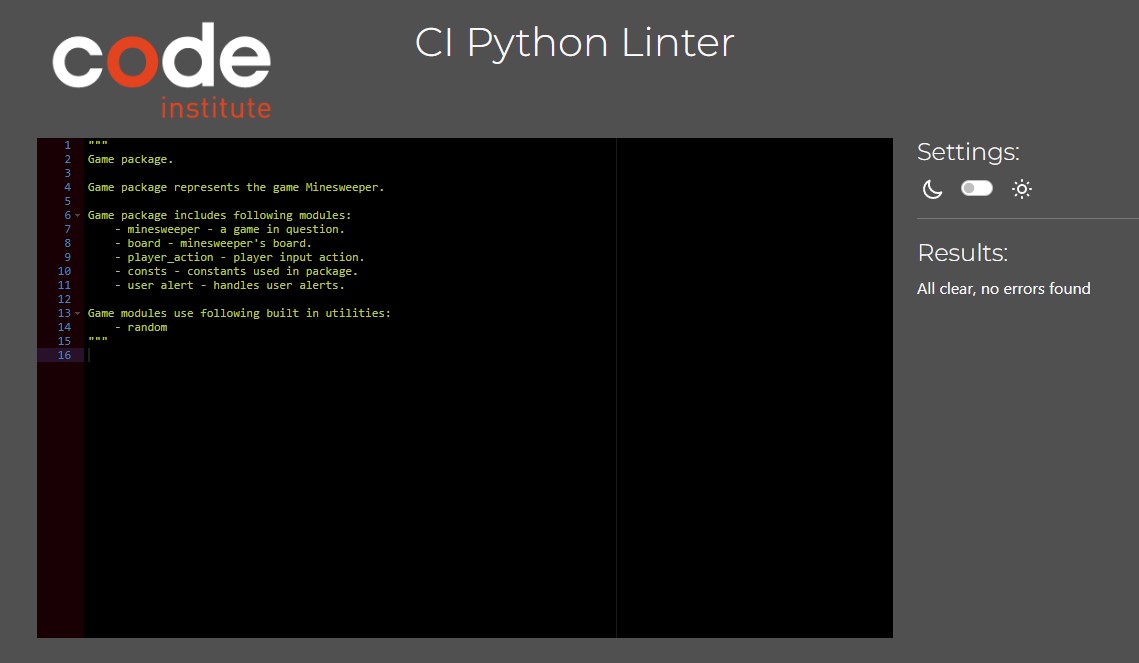 code
institute
CI Python Linter
1 """
2 Game package.
3
4 Game package represents the game Minesweeper.
5
6 Game package includes following modules:
7     - minesweeper - a game in question.
8     - board - minesweeper's board.
9     - player_action - player input action.
10     - consts - constants used in package.
11     - user alert - handles user alerts.
12
13 Game modules use following built in utilities:
14     - random
15 """
16
Settings:
Results:
All clear, no errors found